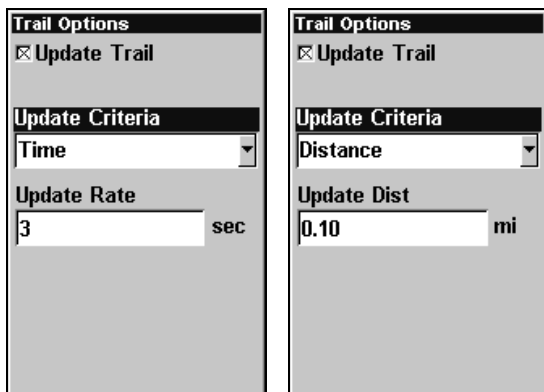 Trail Options
Update Trail
Update Criteria
Time
Update Rate
3 sec
Trail Options
Update Trail
Update Criteria
Distance
Update Dist
0.10 mi